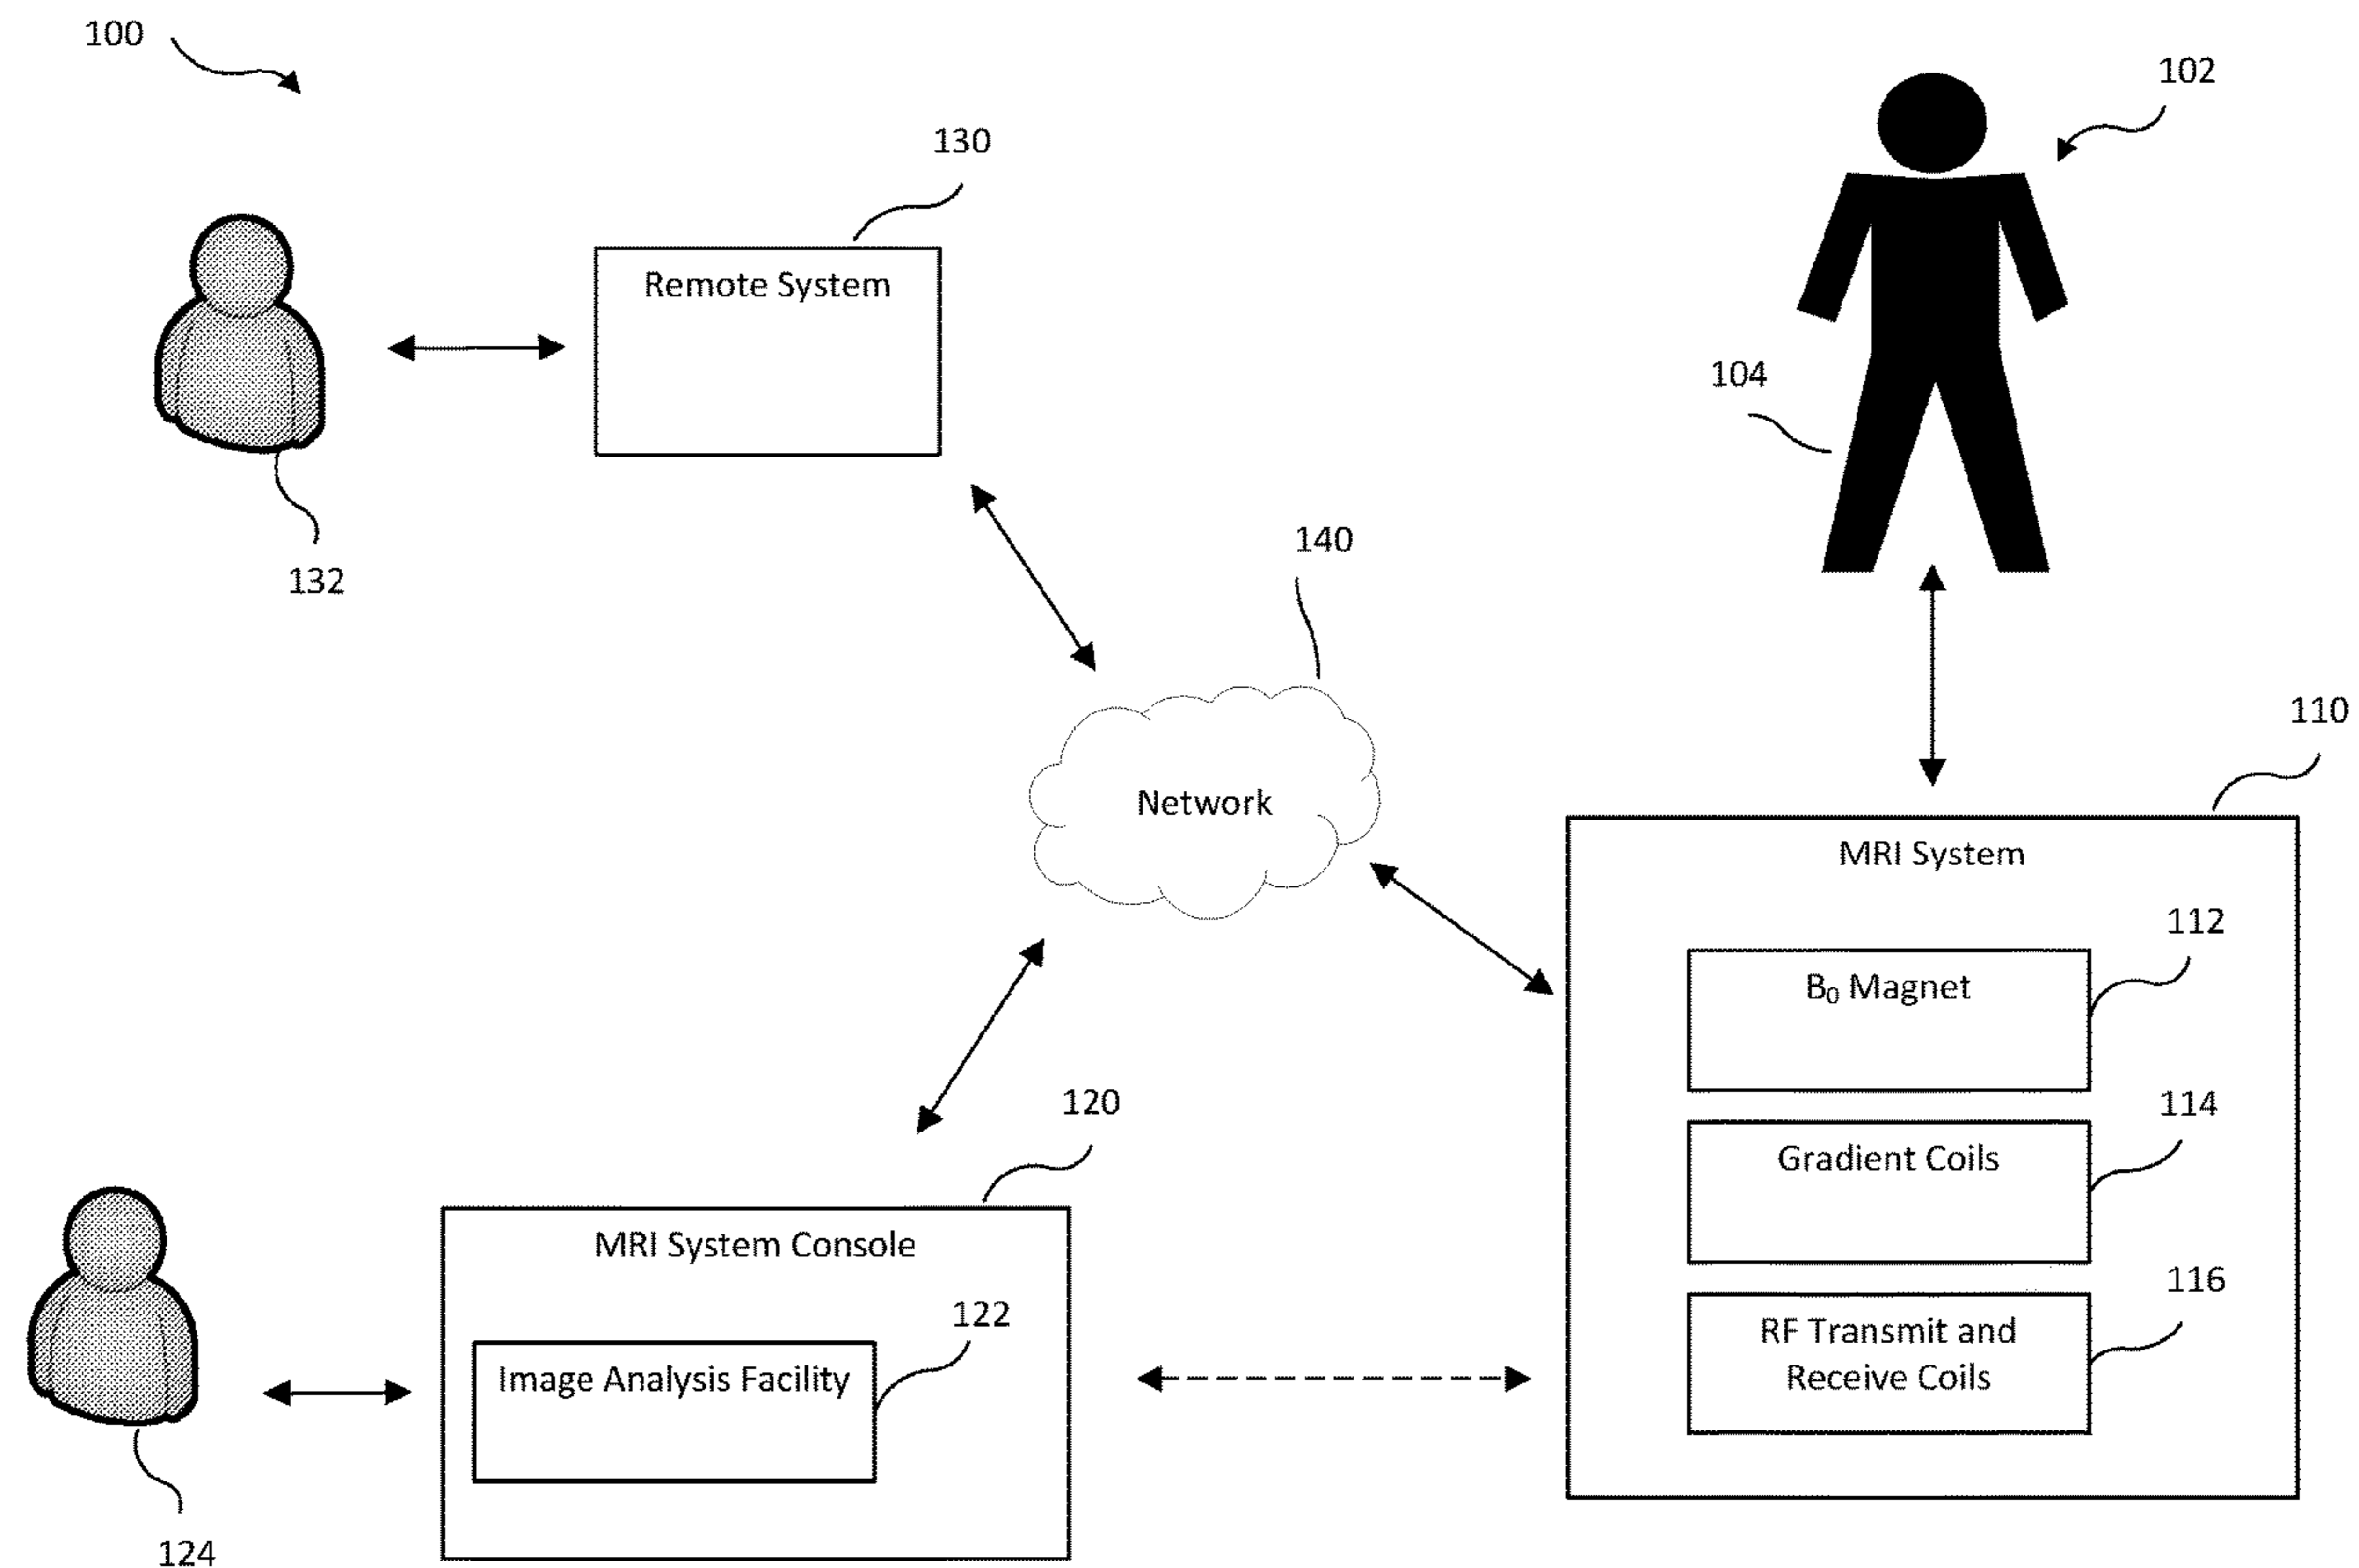 100
102
130
Remote System
104
140
132
110
Network
MRI System
112
B₀ Magnet
120
114
Gradient Coils
MRI System Console
116
122
RF Transmit and
Receive Coils
Image Analysis Facility
124